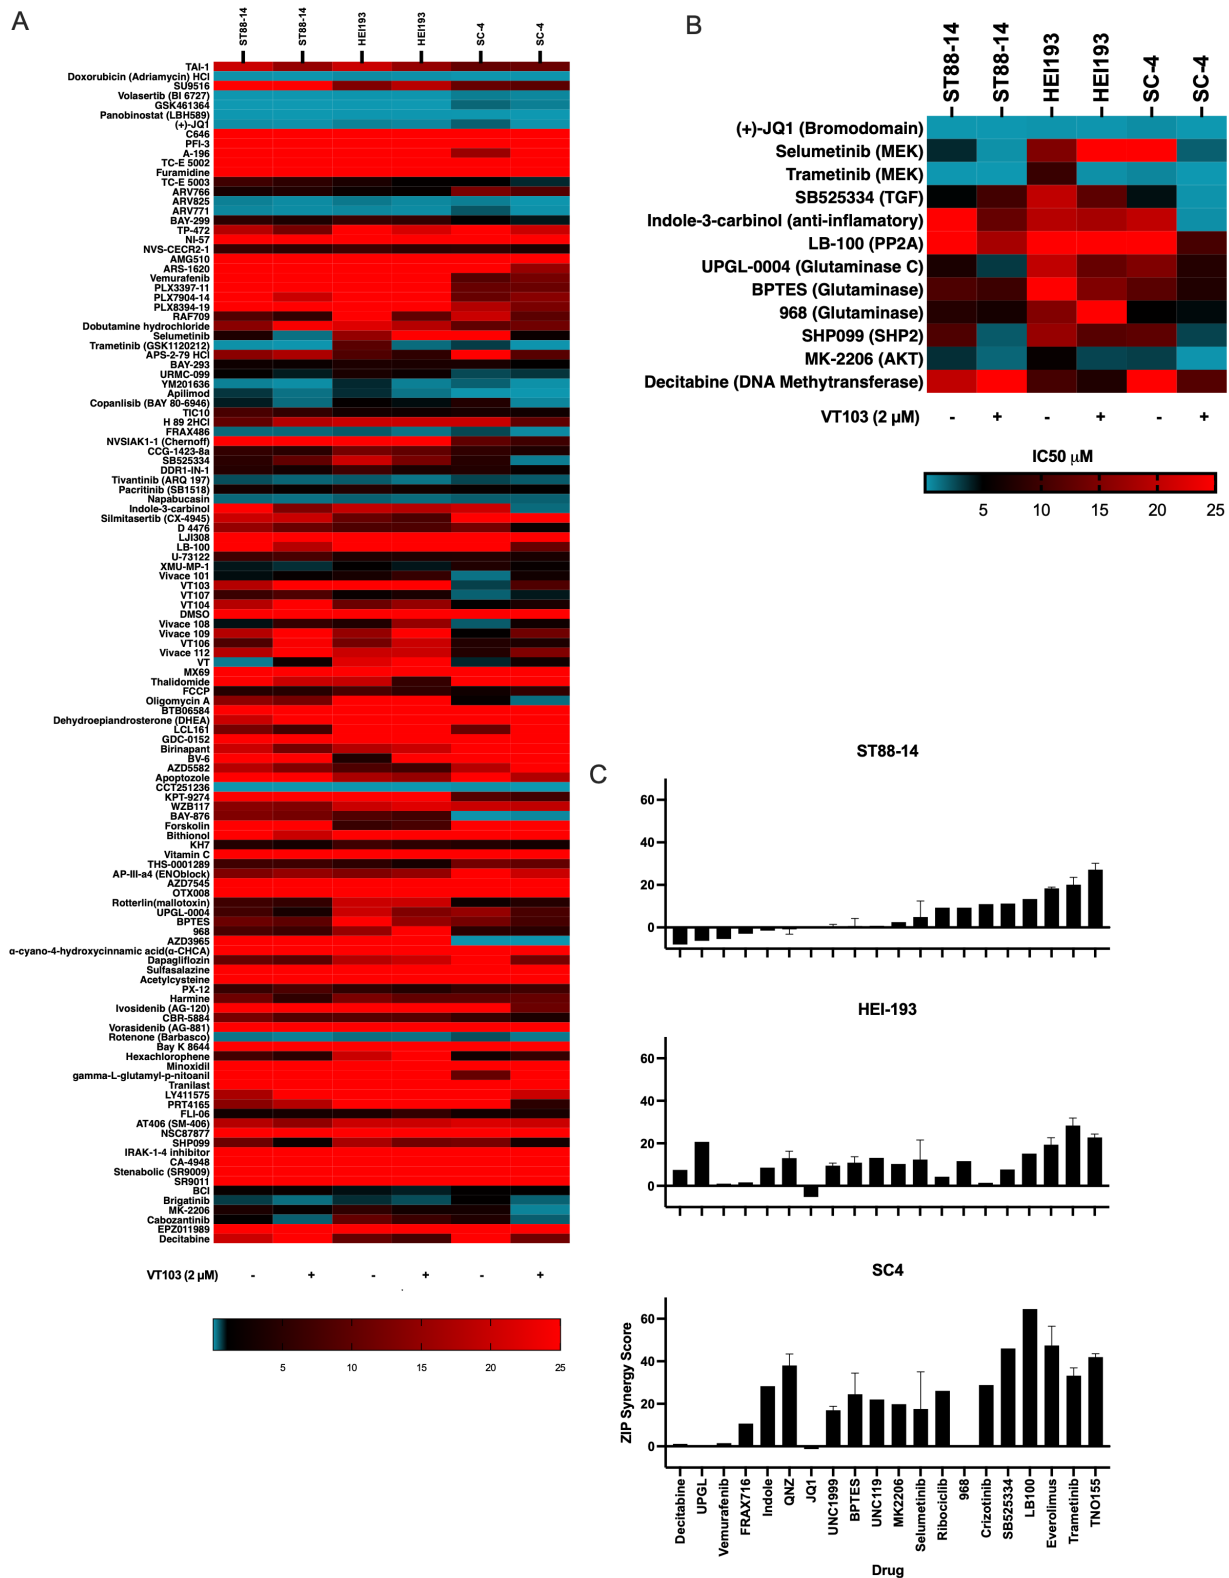 A
ST88-14
ST88-14
HEI193
HEI193
SC-4
SC-4
TAI-1
Doxorubicin (Adriamycin) HCl
SU9516
Volasertib (BI 6727)
GSK461364
Panobinostat (LBH589)
(+)-JQ1
C646
PFI-3
A-196
TC-E 5002
Furamidine
TC-E 5003
ARV766
ARV825
ARV771
BAY-299
TP-472
NI-57
NVS-CECR2-1
AMG510
ARS-1620
Vemurafenib
PLX3397-11
PLX7904-14
PLX8394-19
RAF709
Dobutamine hydrochloride
Selumetinib
Trametinib (GSK1120212)
APS-2-79 HCl
BAY-293
URMC-099
YM201636
Apilimod
Copanlisib (BAY 80-6946)
TIC10
H 89 2HCl
FRAX486
NVSIAK1-1 (Chernoff)
CCG-1423-8a
SB525334
DDR1-IN-1
Tivantinib (ARQ 197)
Pacritinib (SB1518)
Napabucasin
Indole-3-carbinol
Silmitasertib (CX-4945)
D 4476
LJI308
LB-100
U-73122
XMU-MP-1
Vivace 101
VT103
VT107
VT104
DMSO
Vivace 108
Vivace 109
VT106
Vivace 112
VT
MX69
Thalidomide
FCCP
Oligomycin A
BTB06584
Dehydroepiandrosterone (DHEA)
LCL161
GDC-0152
Birinapant
BV-6
AZD5582
Apoptozole
CCT251236
KPT-9274
WZB117
BAY-876
Forskolin
Bithionol
KH7
Vitamin C
THS-0001289
AP-III-a4 (ENOblock)
AZD7545
OTX008
Rotterlin(mallotoxin)
UPGL-0004
BPTES
968
AZD3965
α-cyano-4-hydroxycinnamic acid(α-CHCA)
Dapagliflozin
Sulfasalazine
Acetylcysteine
PX-12
Harmine
Ivosidenib (AG-120)
CBR-5884
Vorasidenib (AG-881)
Rotenone (Barbasco)
Bay K 8644
Hexachlorophene
Minoxidil
gamma-L-glutamyl-p-nitoanil
Tranilast
LY411575
PRT4165
FLI-06
AT406 (SM-406)
NSC87877
SHP099
IRAK-1-4 inhibitor
CA-4948
Stenabolic (SR9009)
SR9011
BCI
Brigatinib
MK-2206
Cabozantinib
EPZ011989
Decitabine
VT103 (2 µM) - + - + - +
5 10 15 20 25
B
ST88-14
ST88-14
HEI193
HEI193
SC-4
SC-4
(+)-JQ1 (Bromodomain)
Selumetinib (MEK)
Trametinib (MEK)
SB525334 (TGF)
Indole-3-carbinol (anti-inflamatory)
LB-100 (PP2A)
UPGL-0004 (Glutaminase C)
BPTES (Glutaminase)
968 (Glutaminase)
SHP099 (SHP2)
MK-2206 (AKT)
Decitabine (DNA Methytransferase)
VT103 (2 µM) - + - + - +
IC50 µM
5 10 15 20 25
C
ST88-14
60
40
20
0
HEI-193
60
40
20
0
SC4
ZIP Synergy Score
60
40
20
0
Decitabine
UPGL
Vemurafenib
FRAX716
Indole
QNZ
JQ1
UNC1999
BPTES
UNC119
MK2206
Selumetinib
Ribociclib
968
Crizotinib
SB525334
LB100
Everolimus
Trametinib
TNO155
Drug